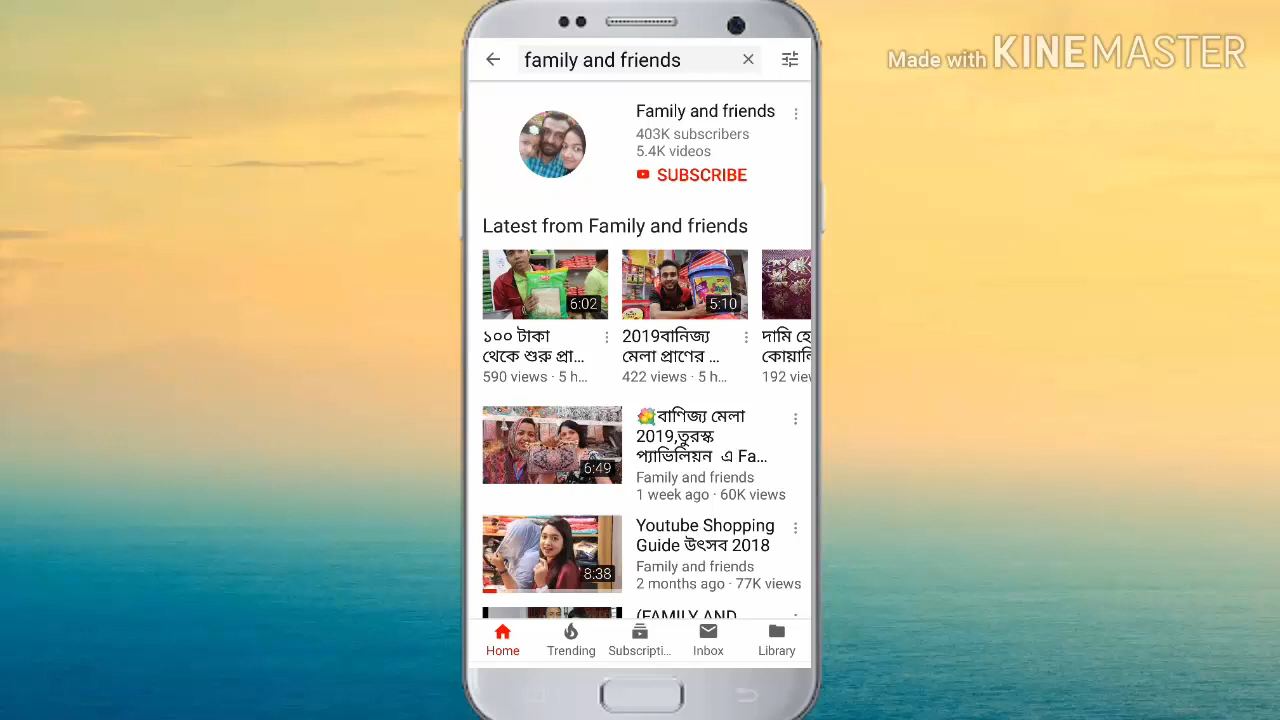 Made with KINEMASTER
family and friends
Family and friends
403K subscribers
5.4K videos
SUBSCRIBE
Latest from Family and friends
6:02
5:10
১০০ টাকা
থেকে শুরু প্রা...
590 views · 5 h...
2019বানিজ্য
মেলা প্রাণের ...
422 views · 5 h...
দামি হে
কোয়ালি
192 vie
6:49
বাণিজ্য মেলা
2019,তুরস্ক
প্যাভিলিয়ন এ Fa...
Family and friends
1 week ago · 60K views
8:38
Youtube Shopping
Guide উৎসব 2018
Family and friends
2 months ago · 77K views
(FAMILY AND
Home
Trending
Subscripti...
Inbox
Library